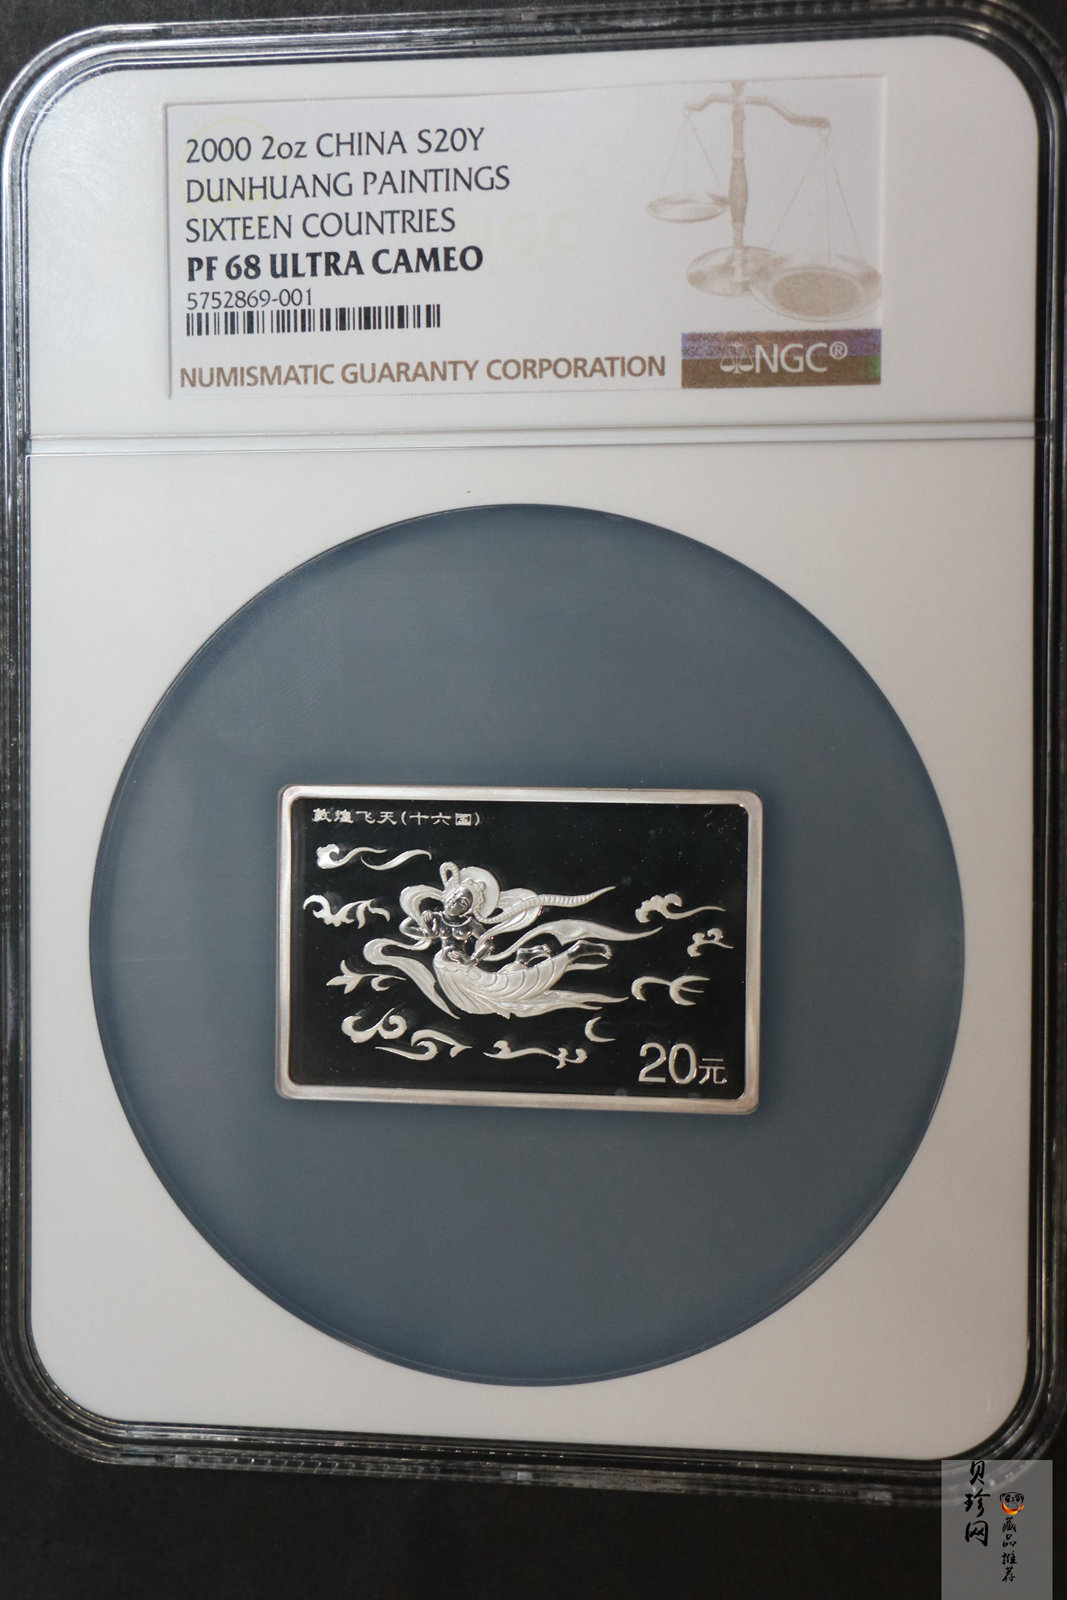 2000 2oz CHINA S20Y
DUNHUANG PAINTINGS
SIXTEEN COUNTRIES
PF 68 ULTRA CAMEO
5752869-001
NUMISMATIC GUARANTY CORPORATION
NGC®
敦煌飞天(十六国)
20元
贝珍网
藏品推荐